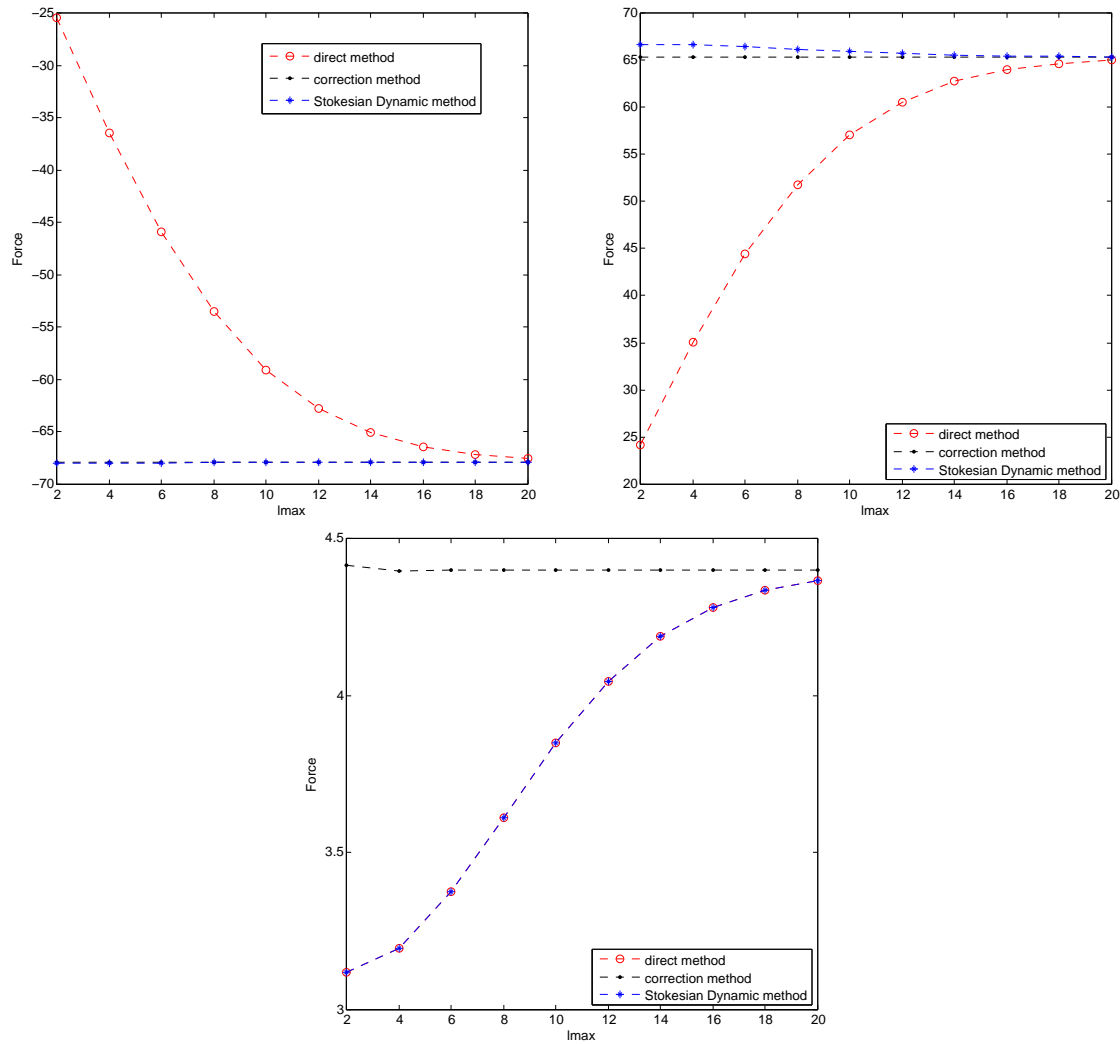 −25
−30
−35
−40
−45
−50
−55
−60
−65
−70
Force
2 4 6 8 10 12 14 16 18 20
lmax
direct method
correction method
Stokesian Dynamic method
70
65
60
55
50
45
40
35
30
25
20
Force
2 4 6 8 10 12 14 16 18 20
lmax
direct method
correction method
Stokesian Dynamic method
4.5
4
3.5
3
Force
2 4 6 8 10 12 14 16 18 20
lmax
direct method
correction method
Stokesian Dynamic method